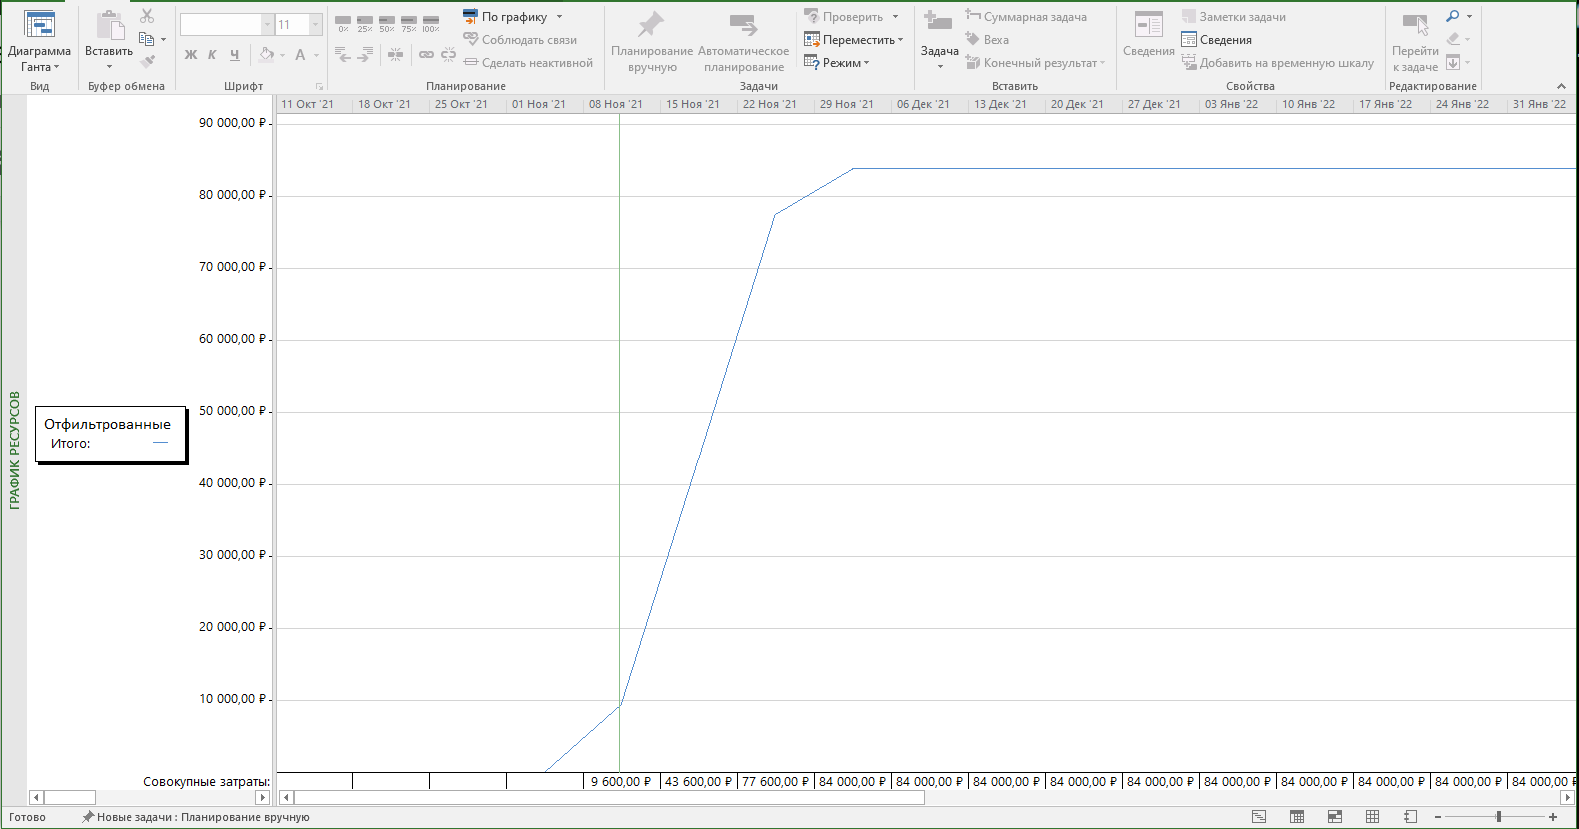 Диаграмма Ганта
Вид
Вставить
Буфер обмена
11
Ж К Ч А
Шрифт
0% 25% 50% 75% 100%
По графику
Соблюдать связи
Сделать неактивной
Планирование
Планирование вручную
Автоматическое планирование
Проверить
Переместить
Режим
Задачи
Задача
Суммарная задача
Веха
Конечный результат
Вставить
Сведения
Заметки задачи
Сведения
Добавить на временную шкалу
Свойства
Перейти к задаче
Редактирование
11 Окт '21 18 Окт '21 25 Окт '21 01 Ноя '21 08 Ноя '21 15 Ноя '21 22 Ноя '21 29 Ноя '21 06 Дек '21 13 Дек '21 20 Дек '21 27 Дек '21 03 Янв '22 10 Янв '22 17 Янв '22 24 Янв '22 31 Янв '22
90 000,00 ₽
80 000,00 ₽
70 000,00 ₽
60 000,00 ₽
50 000,00 ₽
40 000,00 ₽
30 000,00 ₽
20 000,00 ₽
10 000,00 ₽
ГРАФИК РЕСУРСОВ
Отфильтрованные
Итого:
Совокупные затраты: 9 600,00 ₽ 43 600,00 ₽ 77 600,00 ₽ 84 000,00 ₽ 84 000,00 ₽ 84 000,00 ₽ 84 000,00 ₽ 84 000,00 ₽ 84 000,00 ₽ 84 000,00 ₽ 84 000,00 ₽ 84 000,00 ₽ 84 000,00 ₽
Готово
Новые задачи : Планирование вручную